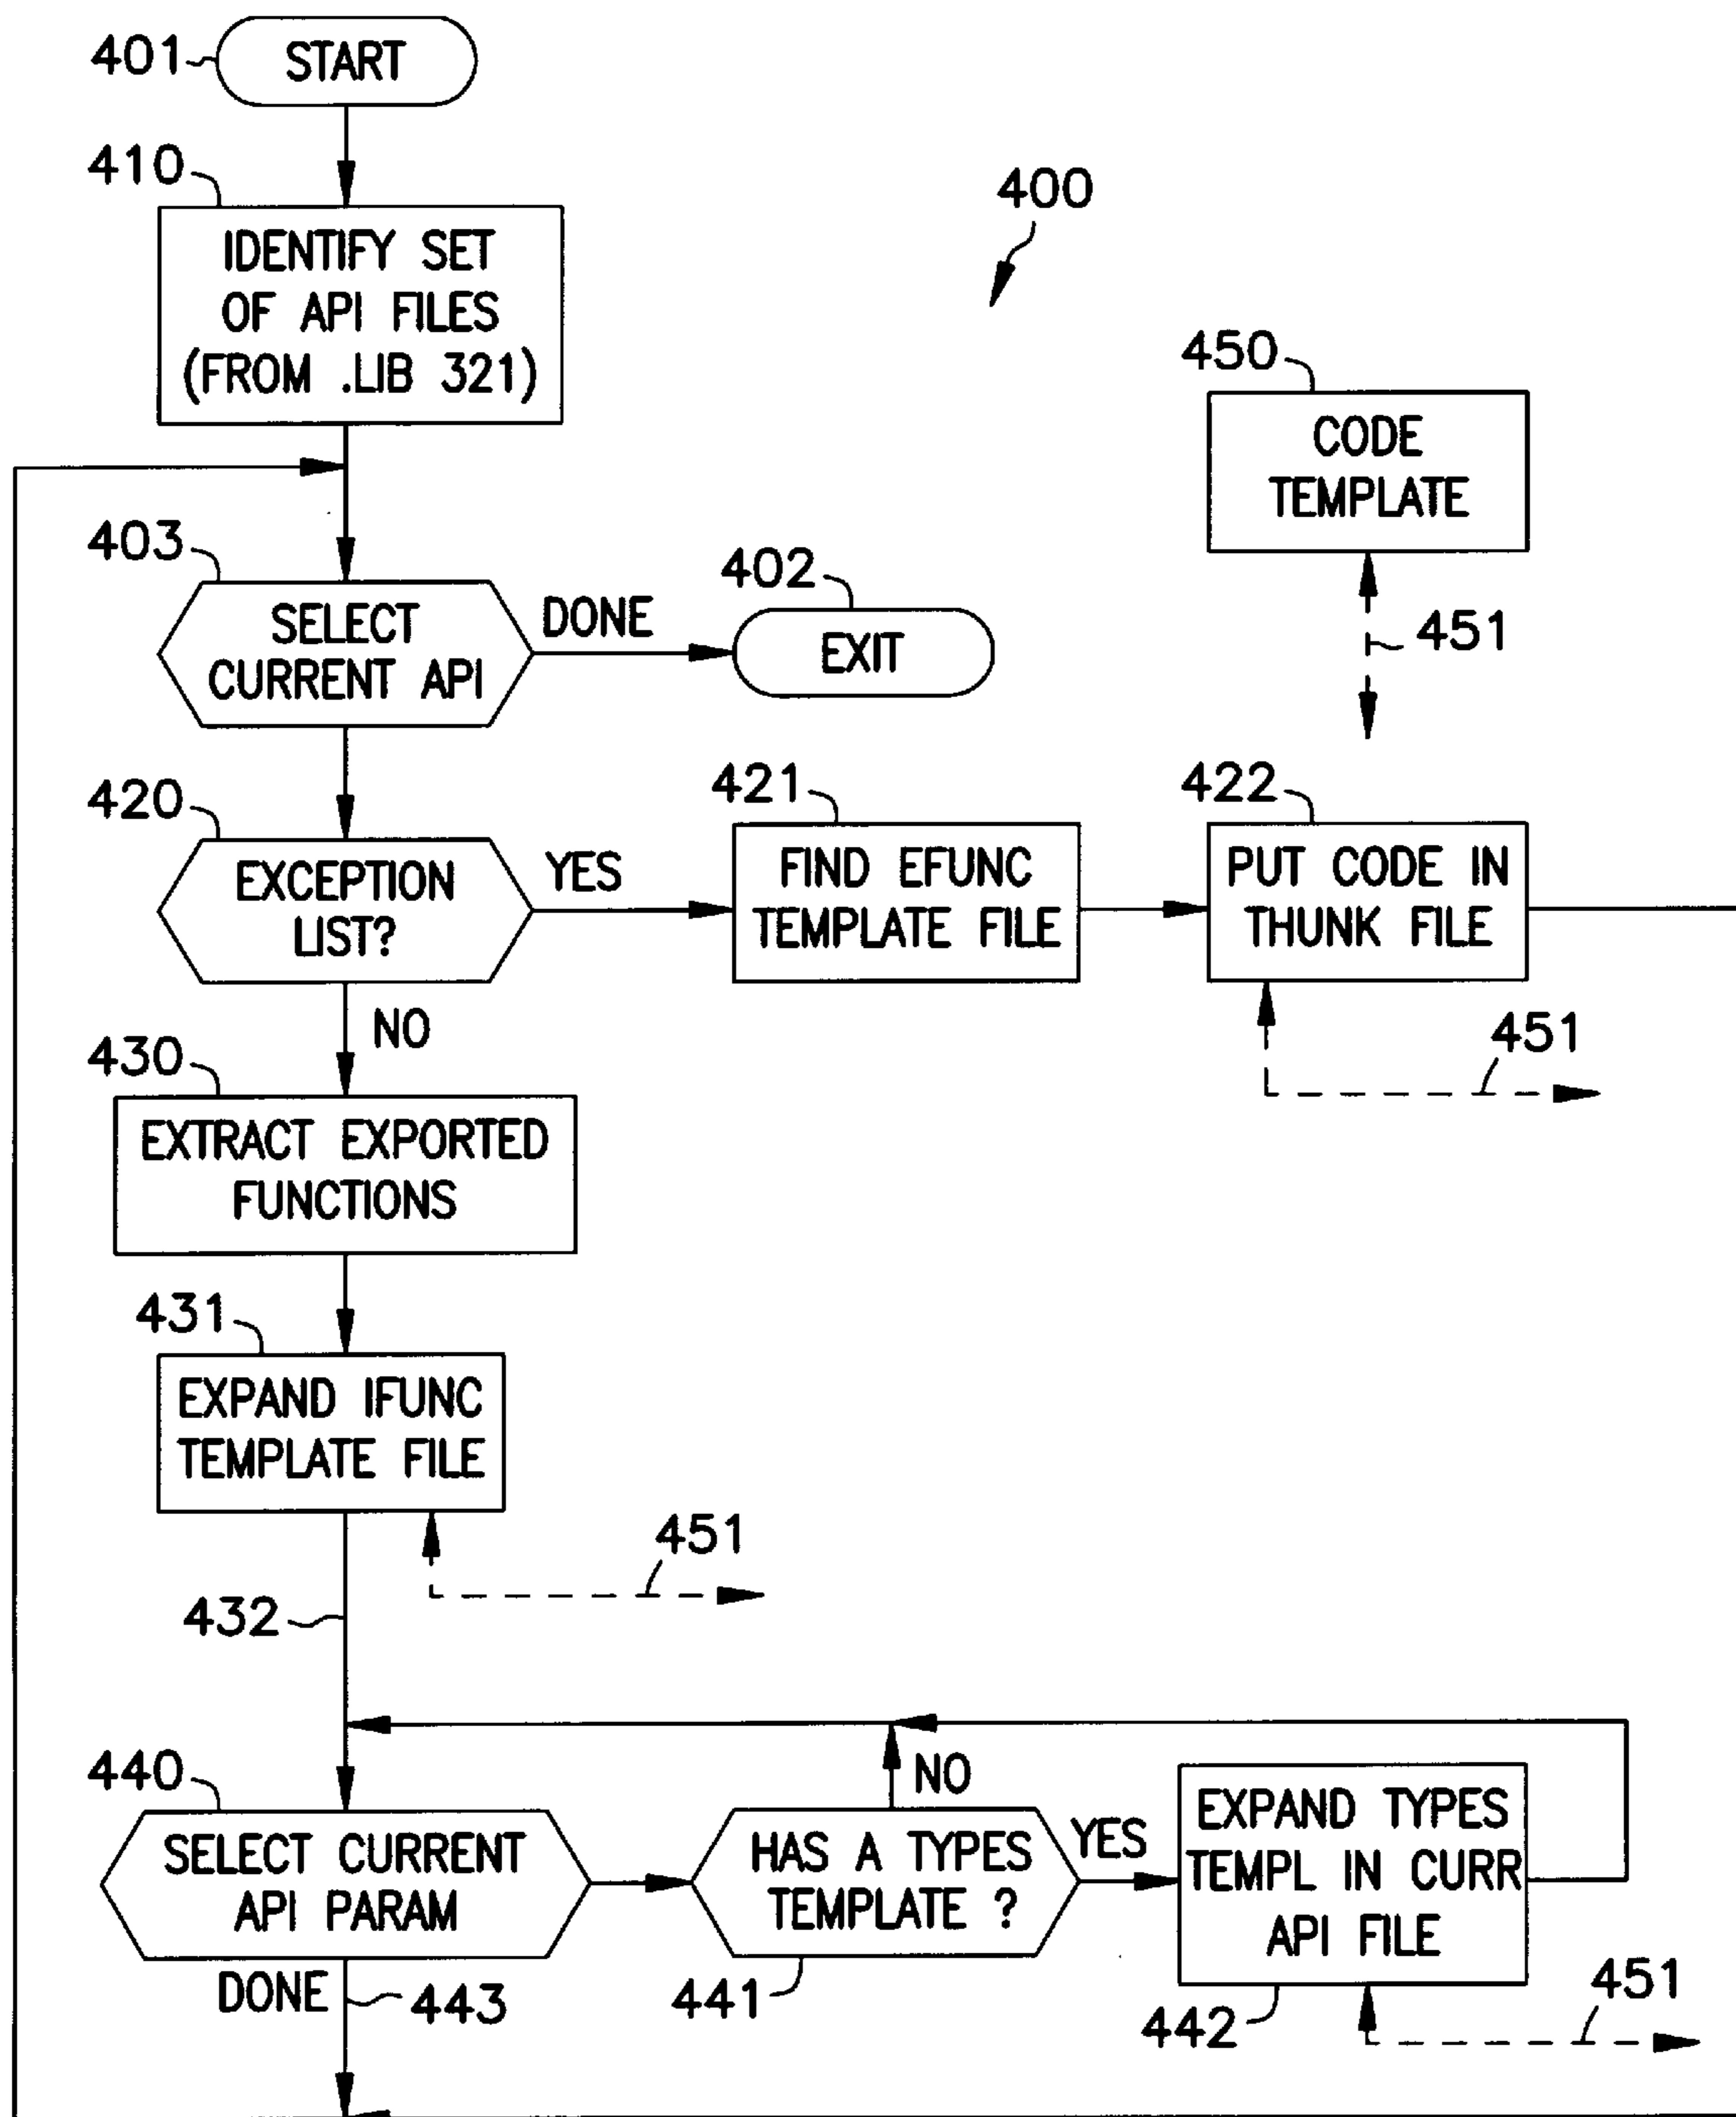 401
START
410
IDENTIFY SET
OF API FILES
(FROM .LIB 321)
400
450
CODE
TEMPLATE
451
403
SELECT
CURRENT API
DONE
402
EXIT
420
EXCEPTION
LIST?
YES
421
FIND EFUNC
TEMPLATE FILE
422
PUT CODE IN
THUNK FILE
451
NO
430
EXTRACT EXPORTED
FUNCTIONS
431
EXPAND IFUNC
TEMPLATE FILE
451
432
440
SELECT CURRENT
API PARAM
NO
HAS A TYPES
TEMPLATE ?
441
YES
EXPAND TYPES
TEMPL IN CURR
API FILE
442
451
DONE
443